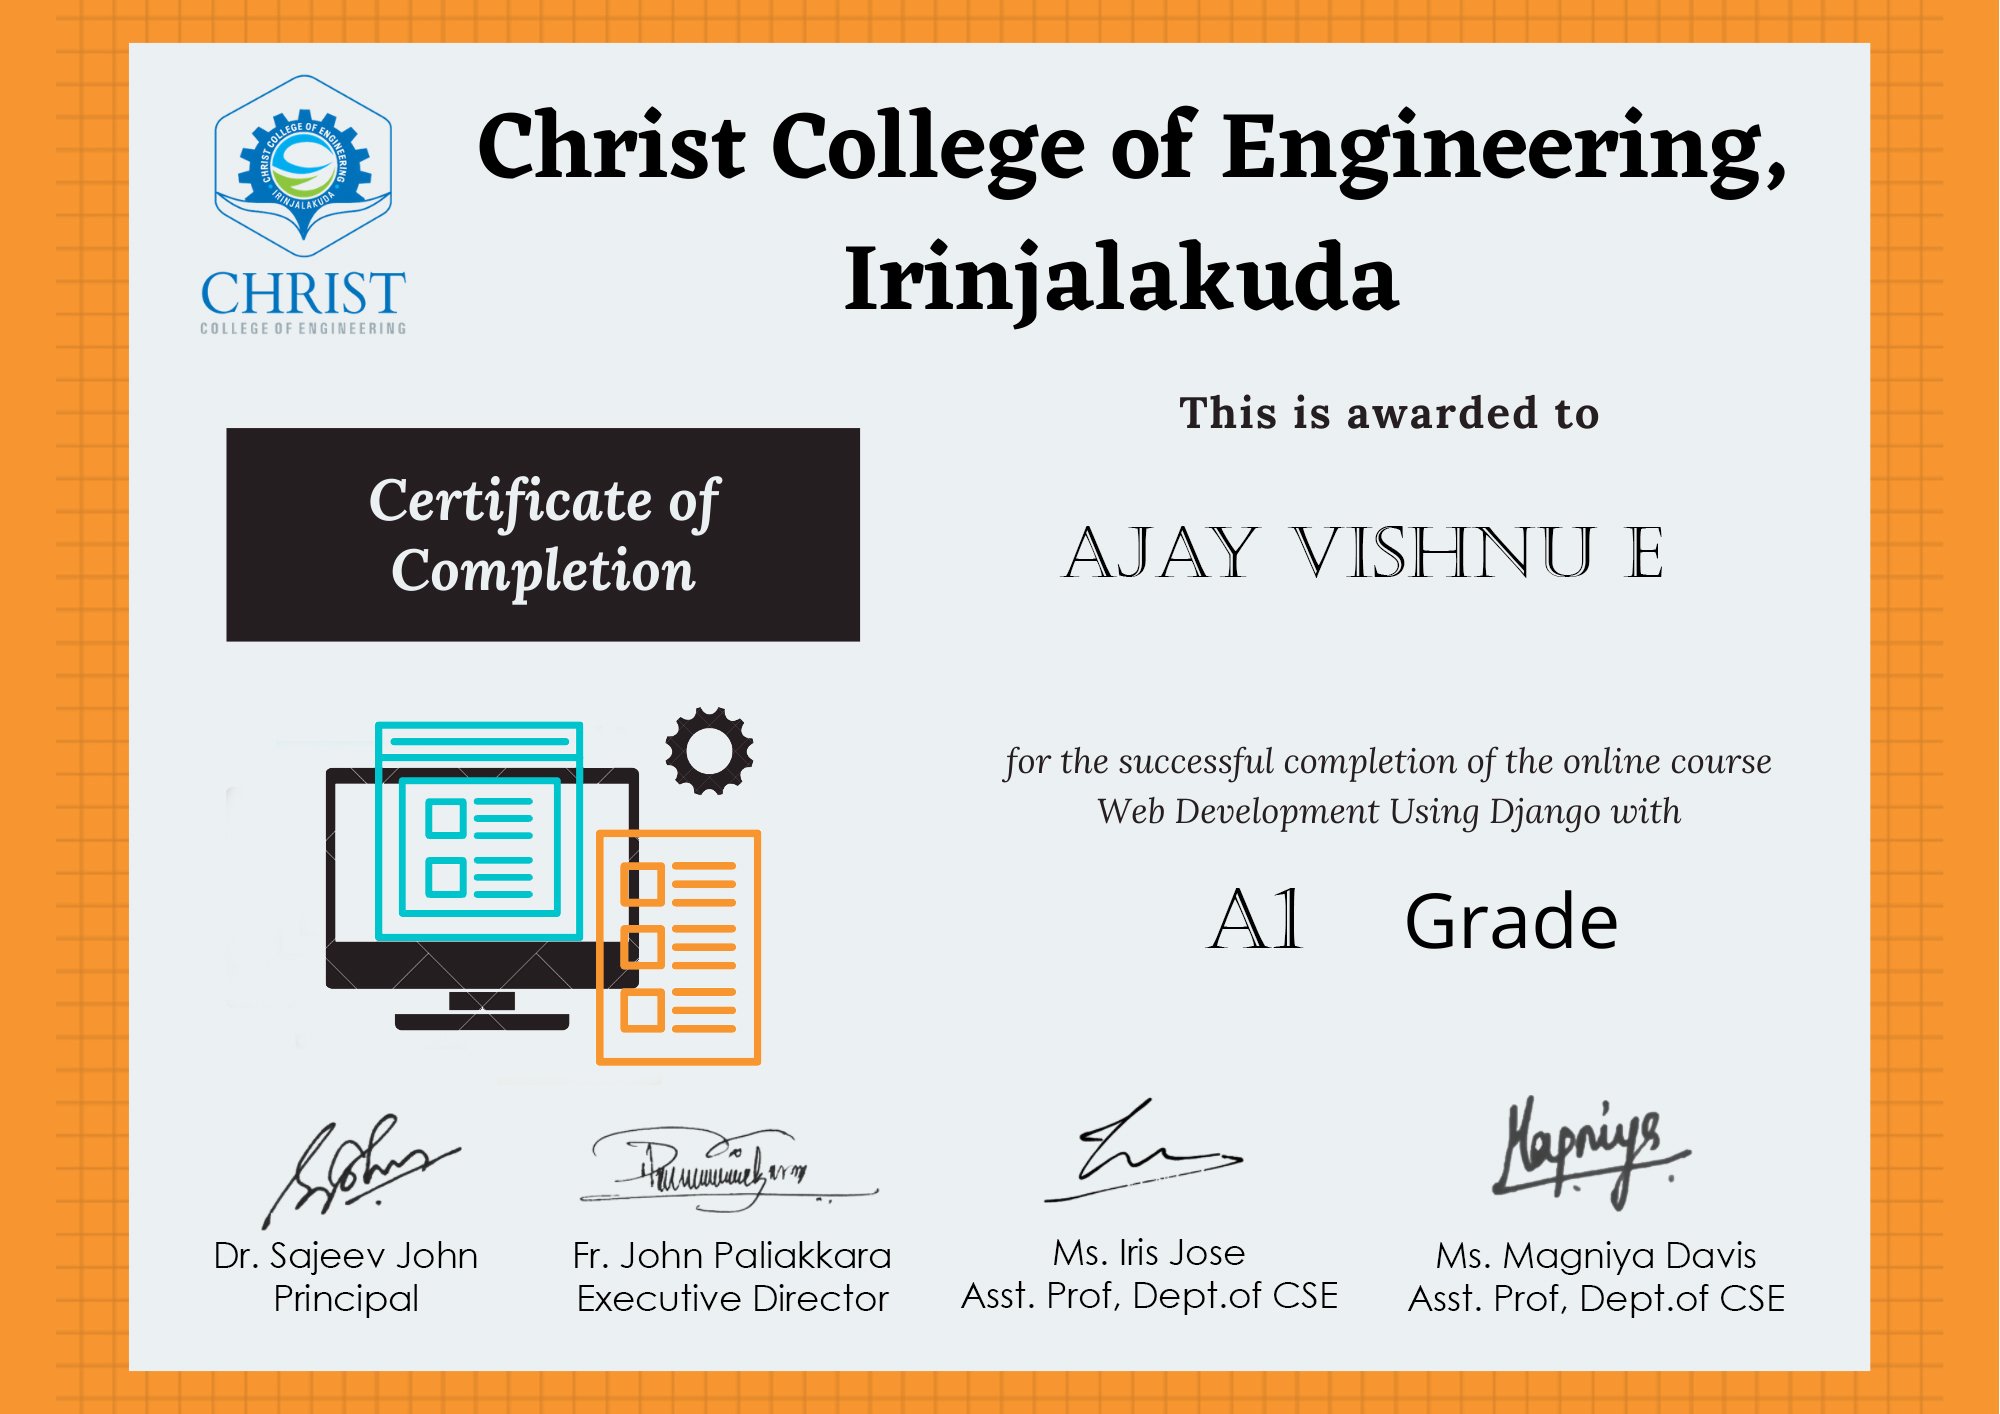 CHRIST COLLEGE OF ENGINEERING
IRINJALAKUDA
CHRIST
COLLEGE OF ENGINEERING
Christ College of Engineering,
Irinjalakuda
Certificate of
Completion
This is awarded to
AJAY VISHNU E
for the successful completion of the online course
Web Development Using Django with
A1 Grade
Magniya
Dr. Sajeev John
Principal
Fr. John Paliakkara
Executive Director
Ms. Iris Jose
Asst. Prof, Dept.of CSE
Ms. Magniya Davis
Asst. Prof, Dept.of CSE